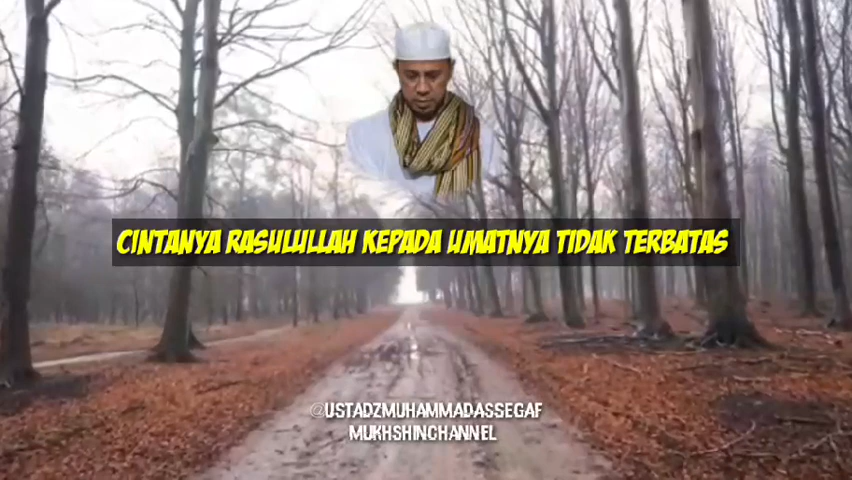 CINTANYA RASULULLAH KEPADA UMATNYA TIDAK TERBATAS
@USTADZMUHAMMADASSEGAF
MUKHSHINCHANNEL